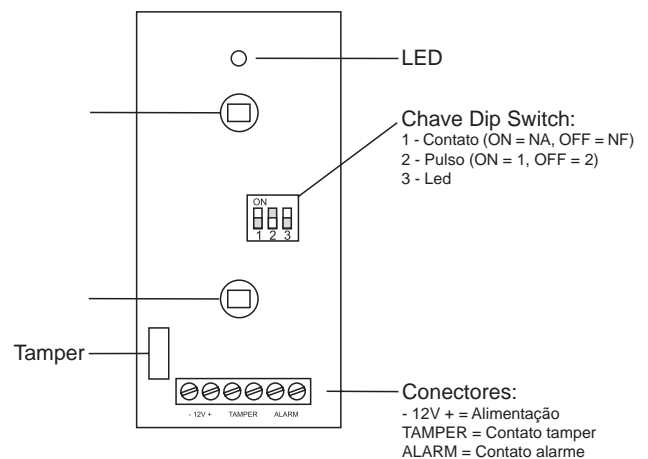 LED
Chave Dip Switch:
1 - Contato (ON = NA, OFF = NF)
2 - Pulso (ON = 1, OFF = 2)
3 - Led
ON
1 2 3
Tamper
- 12V + TAMPER ALARM
Conectores:
- 12V + = Alimentação
TAMPER = Contato tamper
ALARM = Contato alarme